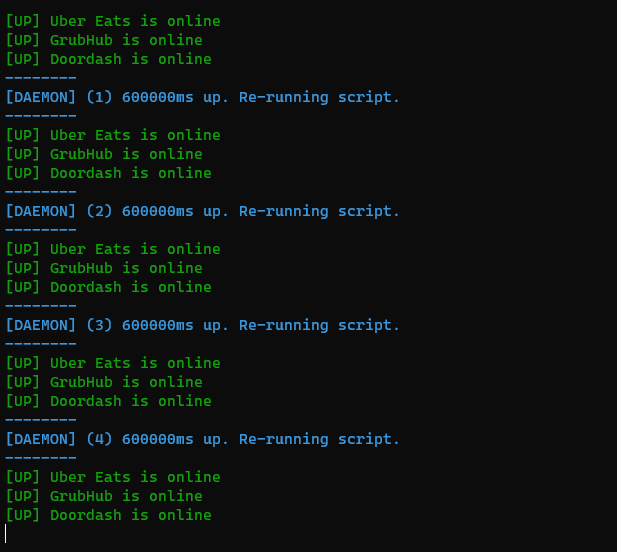 [UP] Uber Eats is online
[UP] GrubHub is online
[UP] Doordash is online
--------
[DAEMON] (1) 600000ms up. Re-running script.
--------
[UP] Uber Eats is online
[UP] GrubHub is online
[UP] Doordash is online
--------
[DAEMON] (2) 600000ms up. Re-running script.
--------
[UP] Uber Eats is online
[UP] GrubHub is online
[UP] Doordash is online
--------
[DAEMON] (3) 600000ms up. Re-running script.
--------
[UP] Uber Eats is online
[UP] GrubHub is online
[UP] Doordash is online
--------
[DAEMON] (4) 600000ms up. Re-running script.
--------
[UP] Uber Eats is online
[UP] GrubHub is online
[UP] Doordash is online